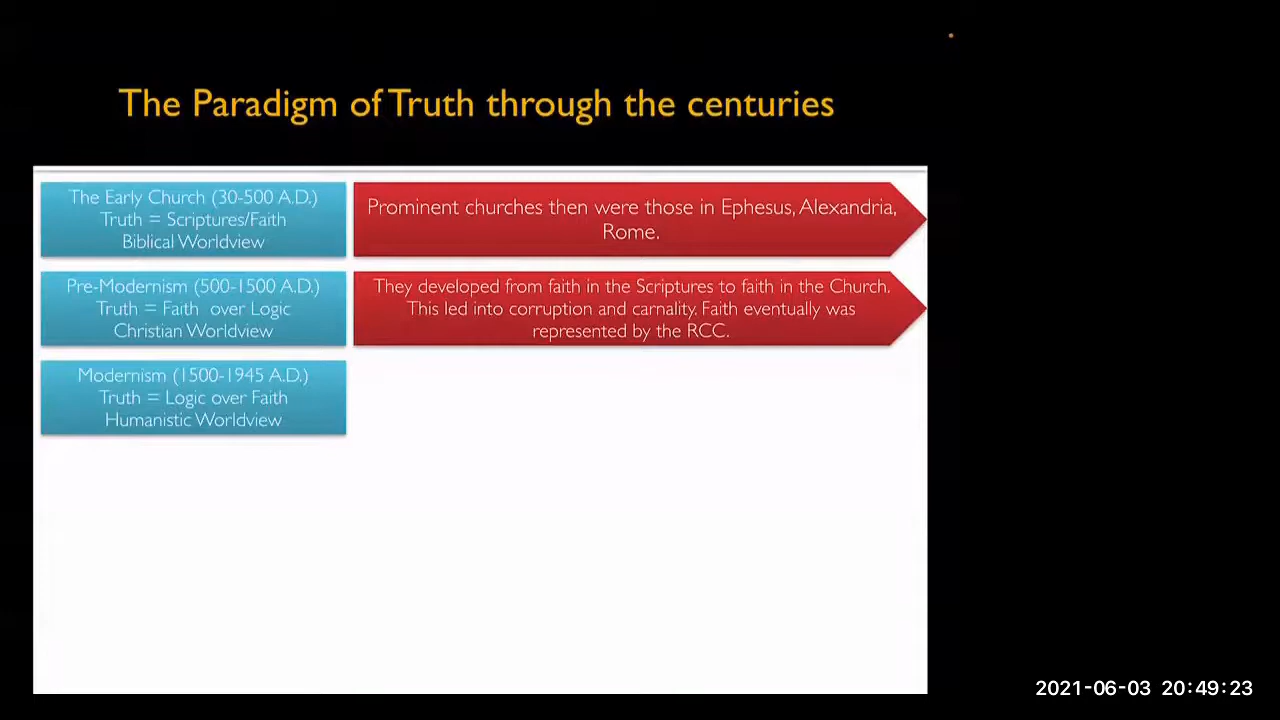 The Paradigm of Truth through the centuries
The Early Church (30-500 A.D.)
Truth = Scriptures/Faith
Biblical Worldview
Prominent churches then were those in Ephesus, Alexandria,
Rome.
Pre-Modernism (500-1500 A.D.)
Truth = Faith over Logic
Christian Worldview
They developed from faith in the Scriptures to faith in the Church.
This led into corruption and carnality. Faith eventually was
represented by the RCC.
Modernism (1500-1945 A.D.)
Truth = Logic over Faith
Humanistic Worldview
2021-06-03 20:49:23